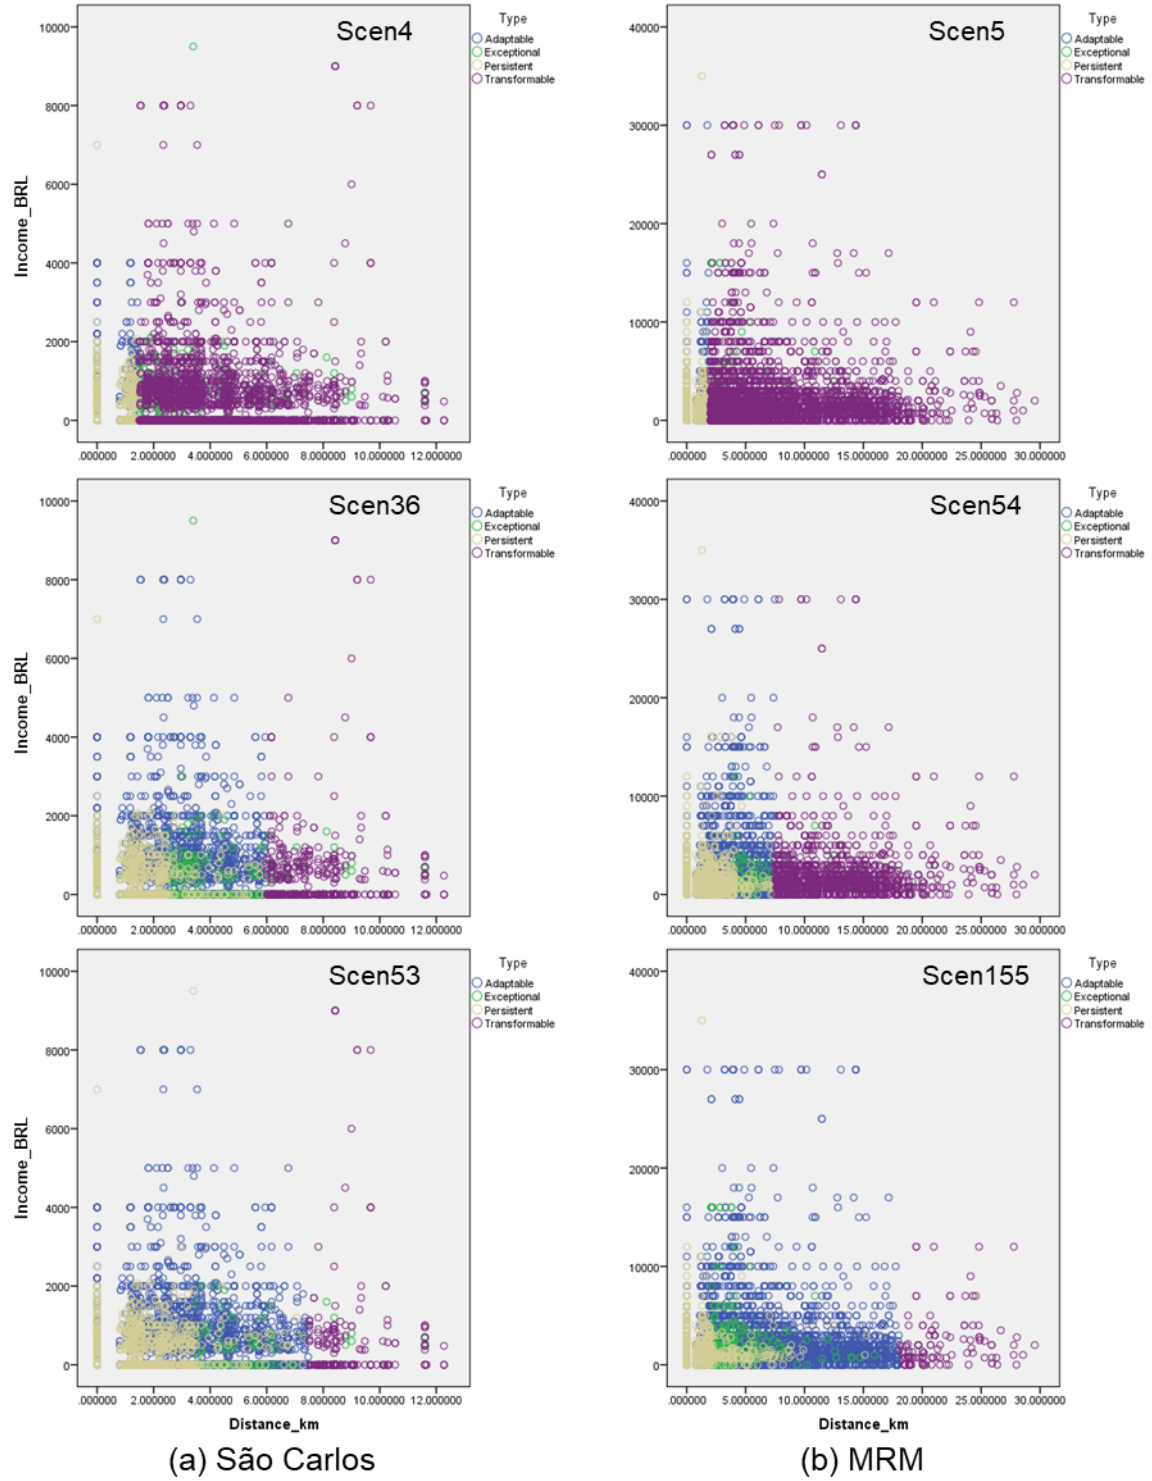 Scen4
Type
Adaptable
Exceptional
Persistent
Transformable
Income_BRL
10000
8000
6000
4000
2000
0
.000000 2.000000 4.000000 6.000000 8.000000 10.000000 12.000000
Scen5
Type
Adaptable
Exceptional
Persistent
Transformable
40000
30000
20000
10000
0
.000000 5.000000 10.000000 15.000000 20.000000 25.000000 30.000000
Scen36
Type
Adaptable
Exceptional
Persistent
Transformable
Income_BRL
10000
8000
6000
4000
2000
0
.000000 2.000000 4.000000 6.000000 8.000000 10.000000 12.000000
Scen54
Type
Adaptable
Exceptional
Persistent
Transformable
40000
30000
20000
10000
0
.000000 5.000000 10.000000 15.000000 20.000000 25.000000 30.000000
Scen53
Type
Adaptable
Exceptional
Persistent
Transformable
Income_BRL
10000
8000
6000
4000
2000
0
.000000 2.000000 4.000000 6.000000 8.000000 10.000000 12.000000
Distance_km
(a) São Carlos
Scen155
Type
Adaptable
Exceptional
Persistent
Transformable
40000
30000
20000
10000
0
.000000 5.000000 10.000000 15.000000 20.000000 25.000000 30.000000
Distance_km
(b) MRM